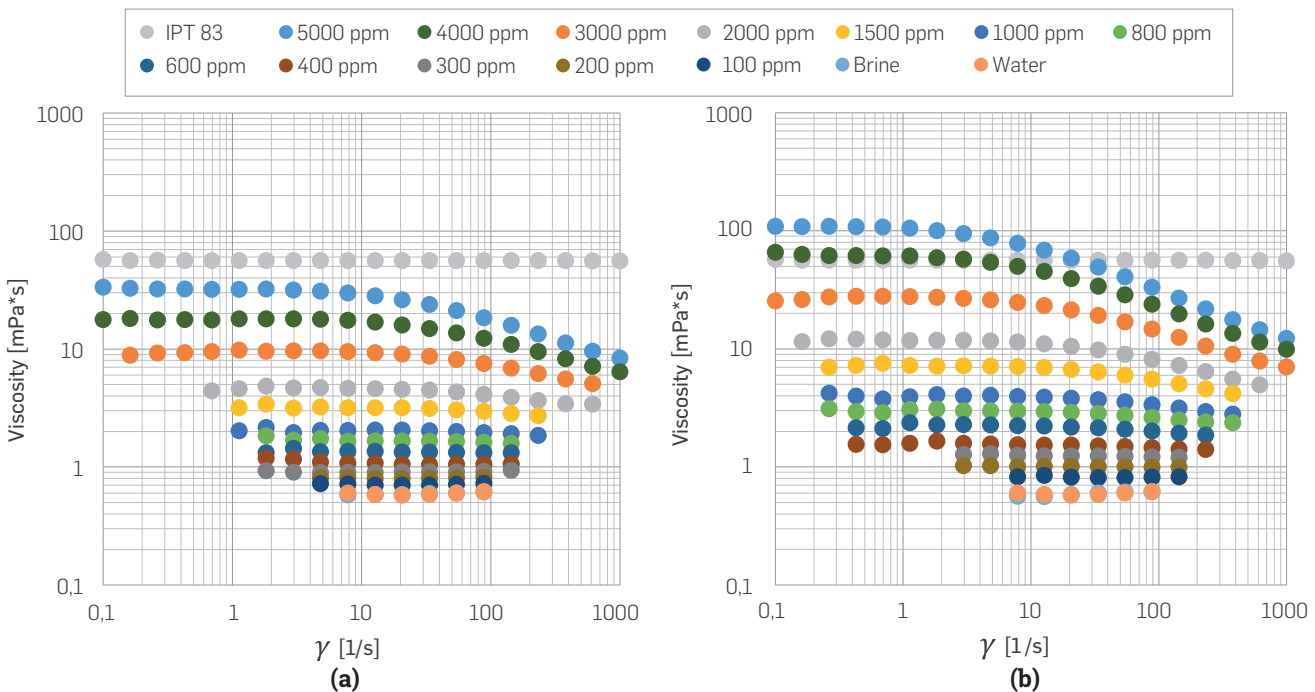 IPT 83 5000 ppm 4000 ppm 3000 ppm 2000 ppm 1500 ppm 1000 ppm 800 ppm
600 ppm 400 ppm 300 ppm 200 ppm 100 ppm Brine Water
Viscosity [mPa*s]
1000
100
10
1
0,1
0,1 1 10 100 1000
γ [1/s]
(a)
Viscosity [mPa*s]
1000
100
10
1
0,1
0,1 1 10 100 1000
γ [1/s]
(b)